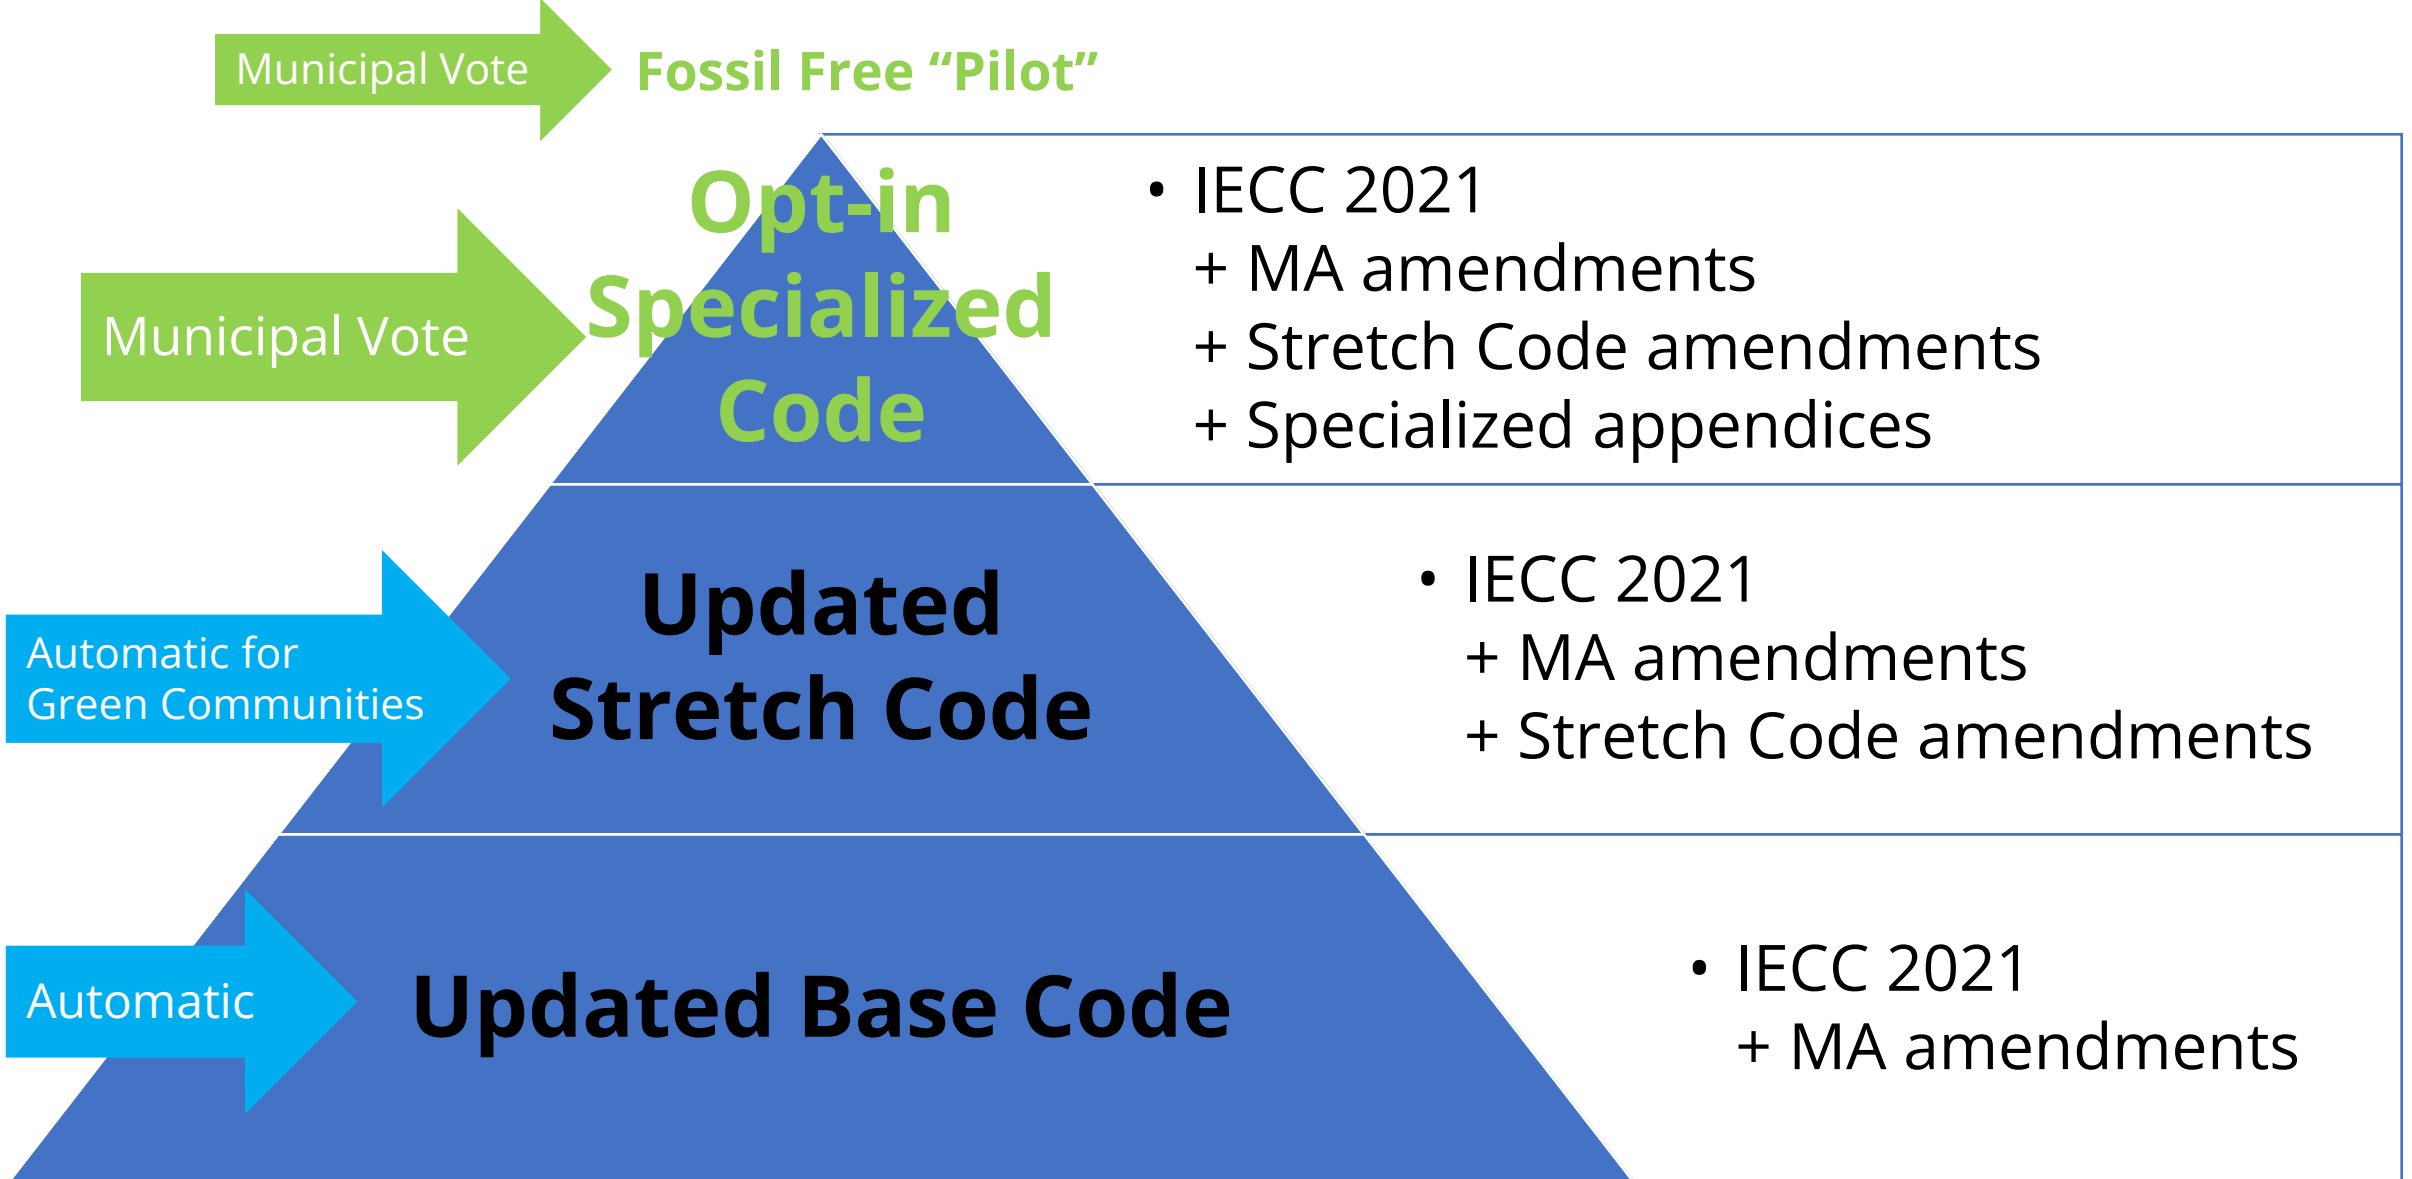 Municipal Vote
Fossil Free “Pilot”
Municipal Vote
Opt-in
Specialized
Code
• IECC 2021
+ MA amendments
+ Stretch Code amendments
+ Specialized appendices
Automatic for
Green Communities
Updated
Stretch Code
• IECC 2021
+ MA amendments
+ Stretch Code amendments
Automatic
Updated Base Code
• IECC 2021
+ MA amendments